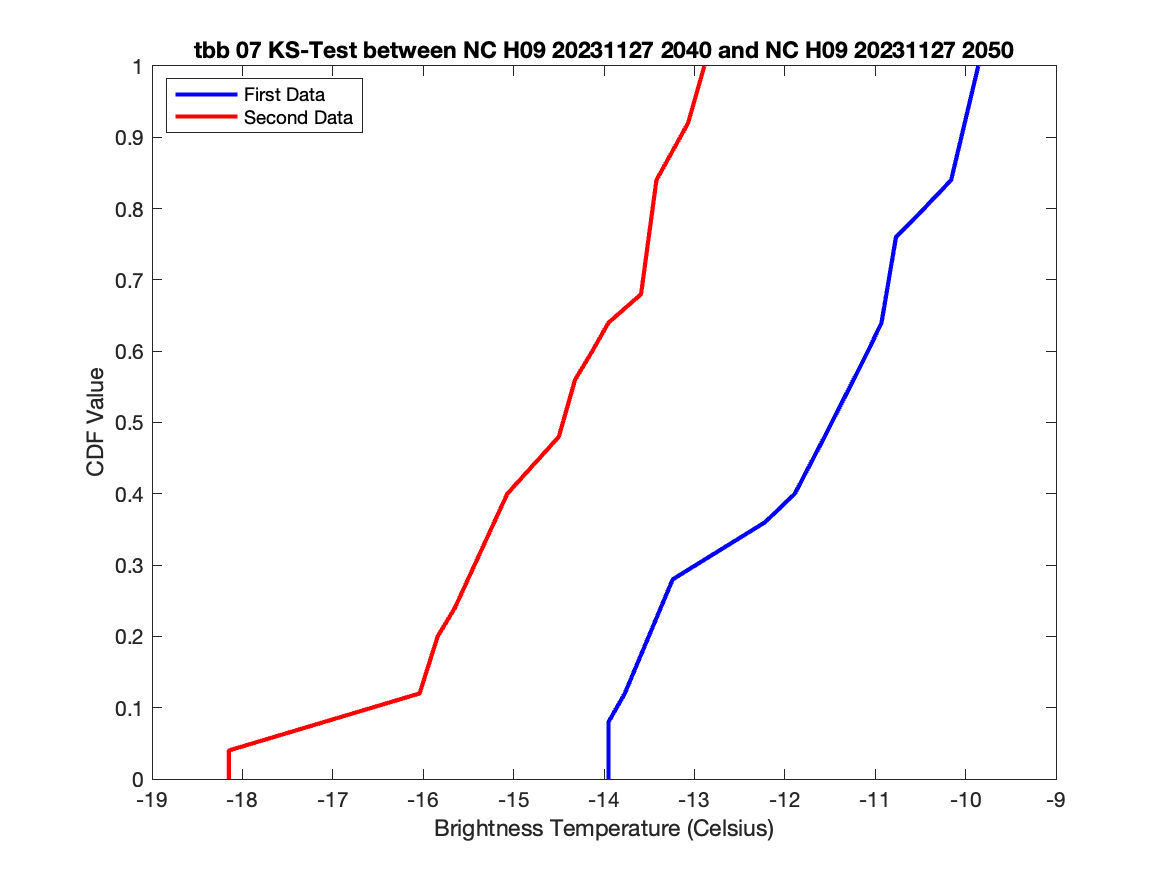 tbb 07 KS-Test between NC H09 20231127 2040 and NC H09 20231127 2050
First Data
Second Data
1
0.9
0.8
0.7
0.6
0.5
0.4
0.3
0.2
0.1
0
CDF Value
-19 -18 -17 -16 -15 -14 -13 -12 -11 -10 -9
Brightness Temperature (Celsius)